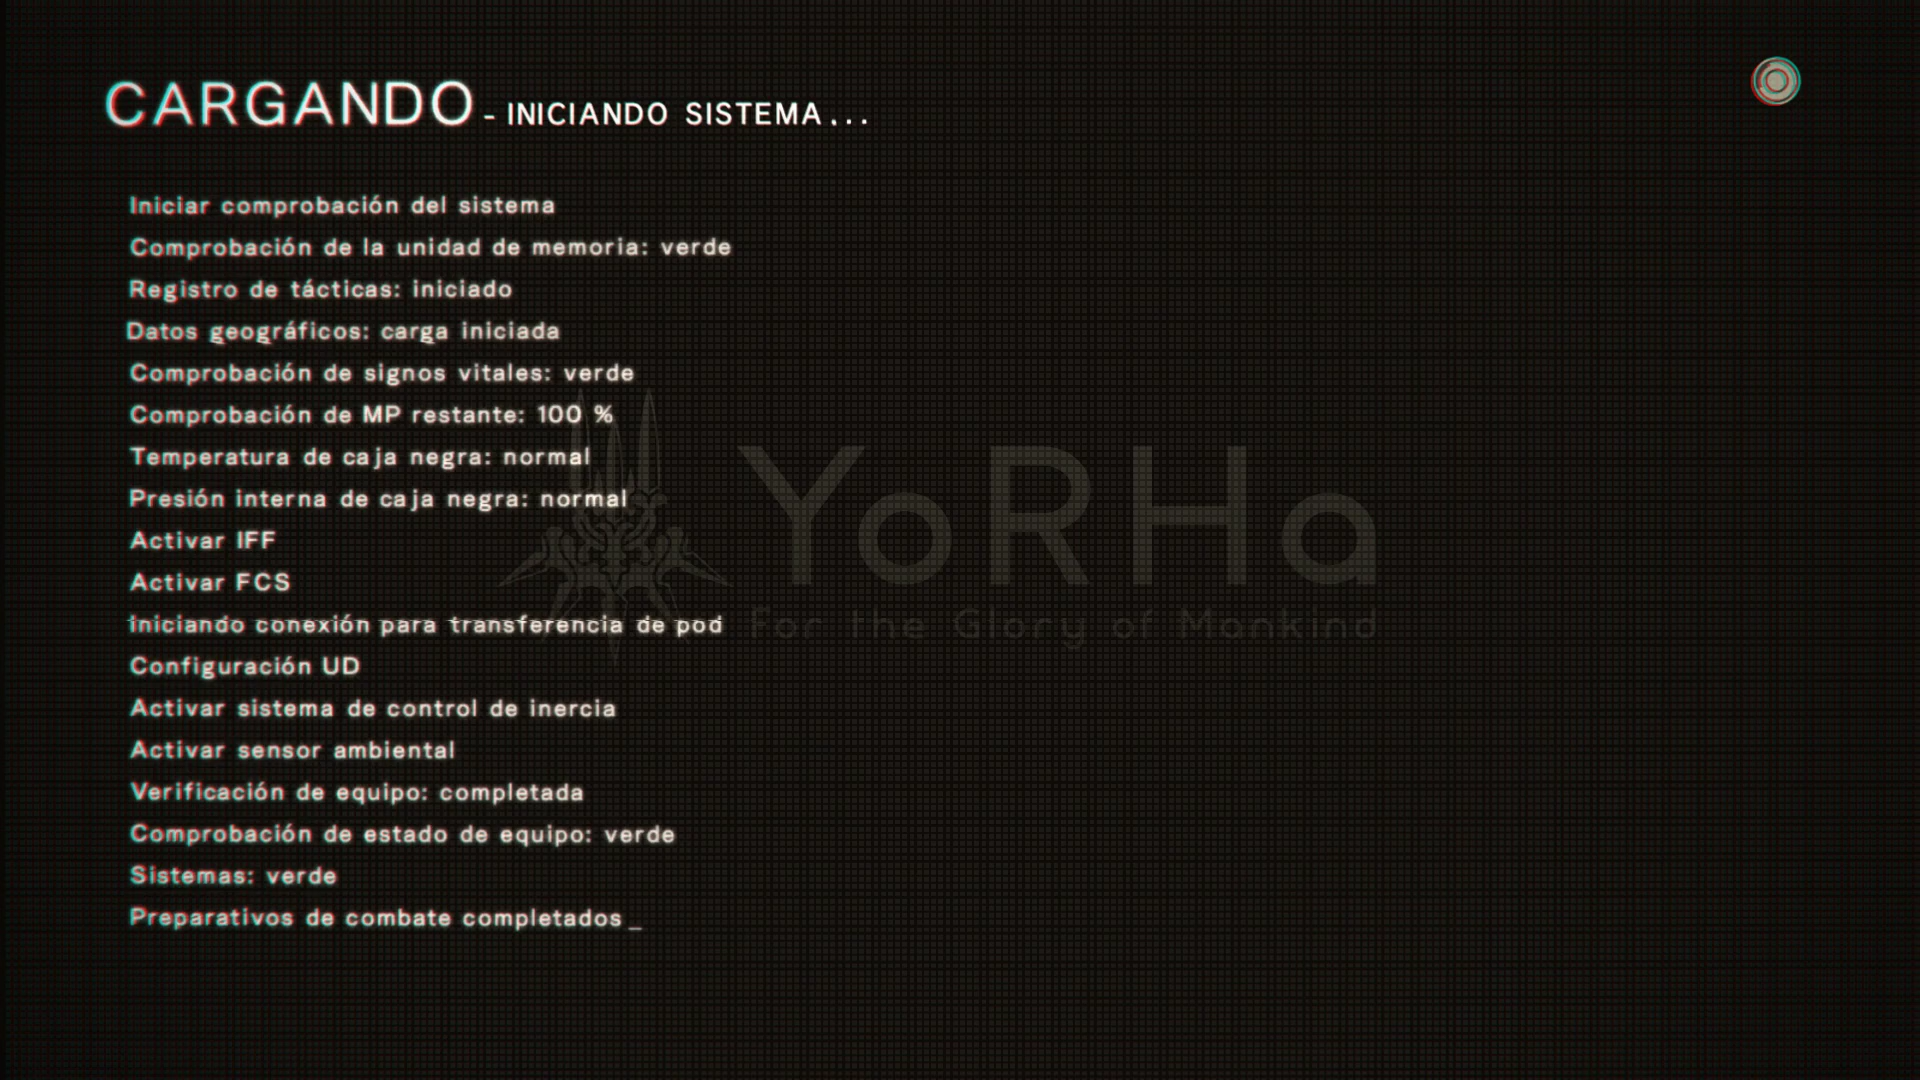 CARGANDO - INICIANDO SISTEMA...
Iniciar comprobación del sistema
Comprobación de la unidad de memoria: verde
Registro de tácticas: iniciado
Datos geográficos: carga iniciada
Comprobación de signos vitales: verde
Comprobación de MP restante: 100 %
Temperatura de caja negra: normal
Presión interna de caja negra: normal
Activar IFF
Activar FCS
Iniciando conexión para transferencia de pod
Configuración UD
Activar sistema de control de inercia
Activar sensor ambiental
Verificación de equipo: completada
Comprobación de estado de equipo: verde
Sistemas: verde
Preparativos de combate completados_
YoRHa
For the Glory of Mankind